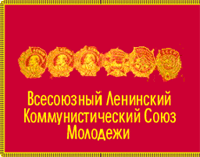 Всесоюзный Ленинский
Коммунистический Союз
Молодежи